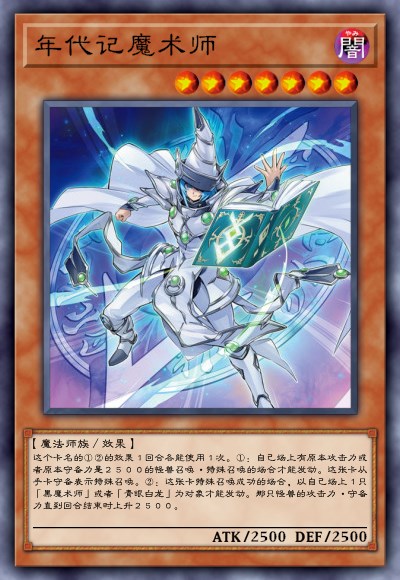 年代记魔术师
やみ
闇
【魔法师族／效果】
这个卡名的①②的效果1回合各能使用1次。①：自己场上有原本攻击力或
者原本守备力是2500的怪兽召唤·特殊召唤的场合才能发动。这张卡从
手卡守备表示特殊召唤。②：这张卡特殊召唤成功的场合，以自己场上1只
「黑魔术师」或者「青眼白龙」为对象才能发动。那只怪兽的攻击力·守备
力直到回合结束时上升2500。
ATK/2500 DEF/2500